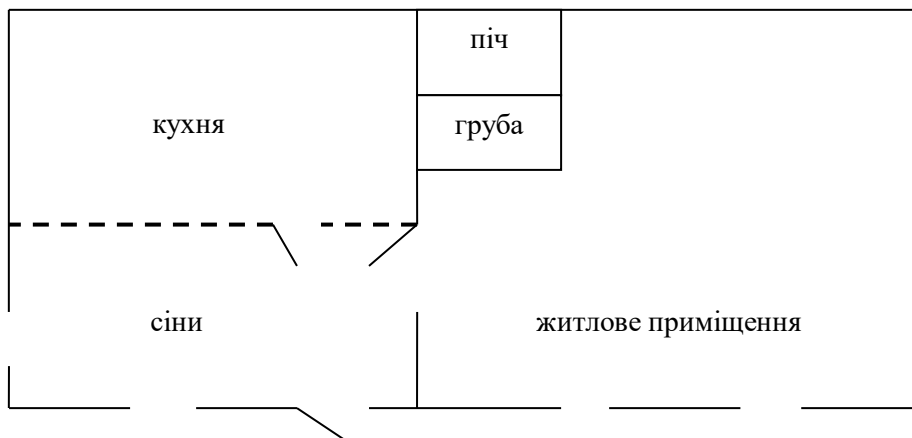 піч
кухня
груба
сіни
житлове приміщення